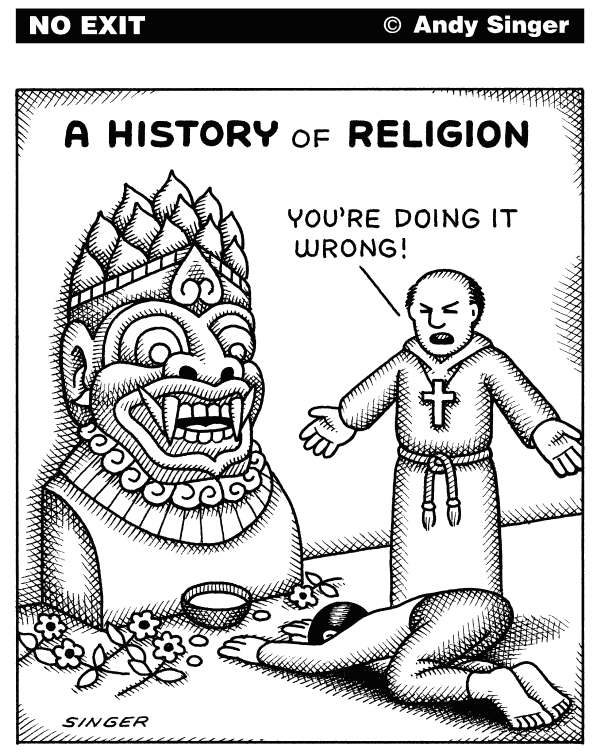 NO EXIT © Andy Singer
A HISTORY OF RELIGION
YOU'RE DOING IT
WRONG!
SINGER